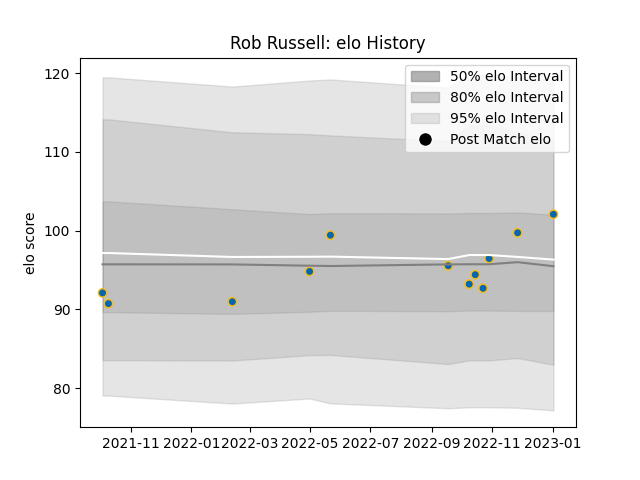 Rob Russell: elo History
50% elo Interval
80% elo Interval
95% elo Interval
Post Match elo
elo score
120
110
100
90
80
2021-11 2022-01 2022-03 2022-05 2022-07 2022-09 2022-11 2023-01